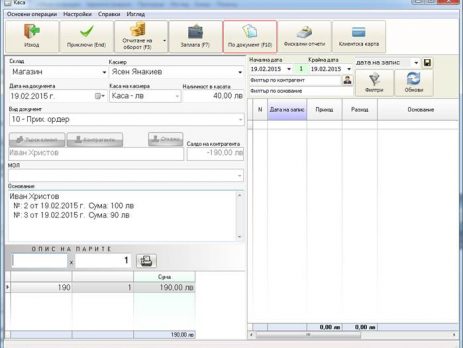 Каса
Основни операции Настройки Справки Изглед
Изход
Приключи (End)
Отчитане на оборот (F3)
Заплата (F7)
По документ (F10)
Фискални отчети
Клиентска карта
Склад
Касиер
Магазин
Ясен Янакиев
Дата на документа
Каса на касиера
Наличност в касата
19.02.2015 г.
Каса - лв
40,00 лв
Вид документ
10 - Прих. ордер
Търси клиент
Контрагенти
Служит.
Салдо на контрагента
Иван Христов
-190,00 лв
МОЛ
Основание
Иван Христов
№: 2 от 19.02.2015 г. Сума: 100 лв
№: 3 от 19.02.2015 г. Сума: 90 лв
ОПИС НА ПАРИТЕ
x 1
Сума
190 1 190,00 лв
190,00 лв
Начална дата
Крайна дата
19.02.2015
1
19.02.2015
дата на запис
Филтър по контрагент
Филтър по основание
Филтри
Обнови
N Дата на запис Приход Разход Основание
0,00 лв 0,00 лв